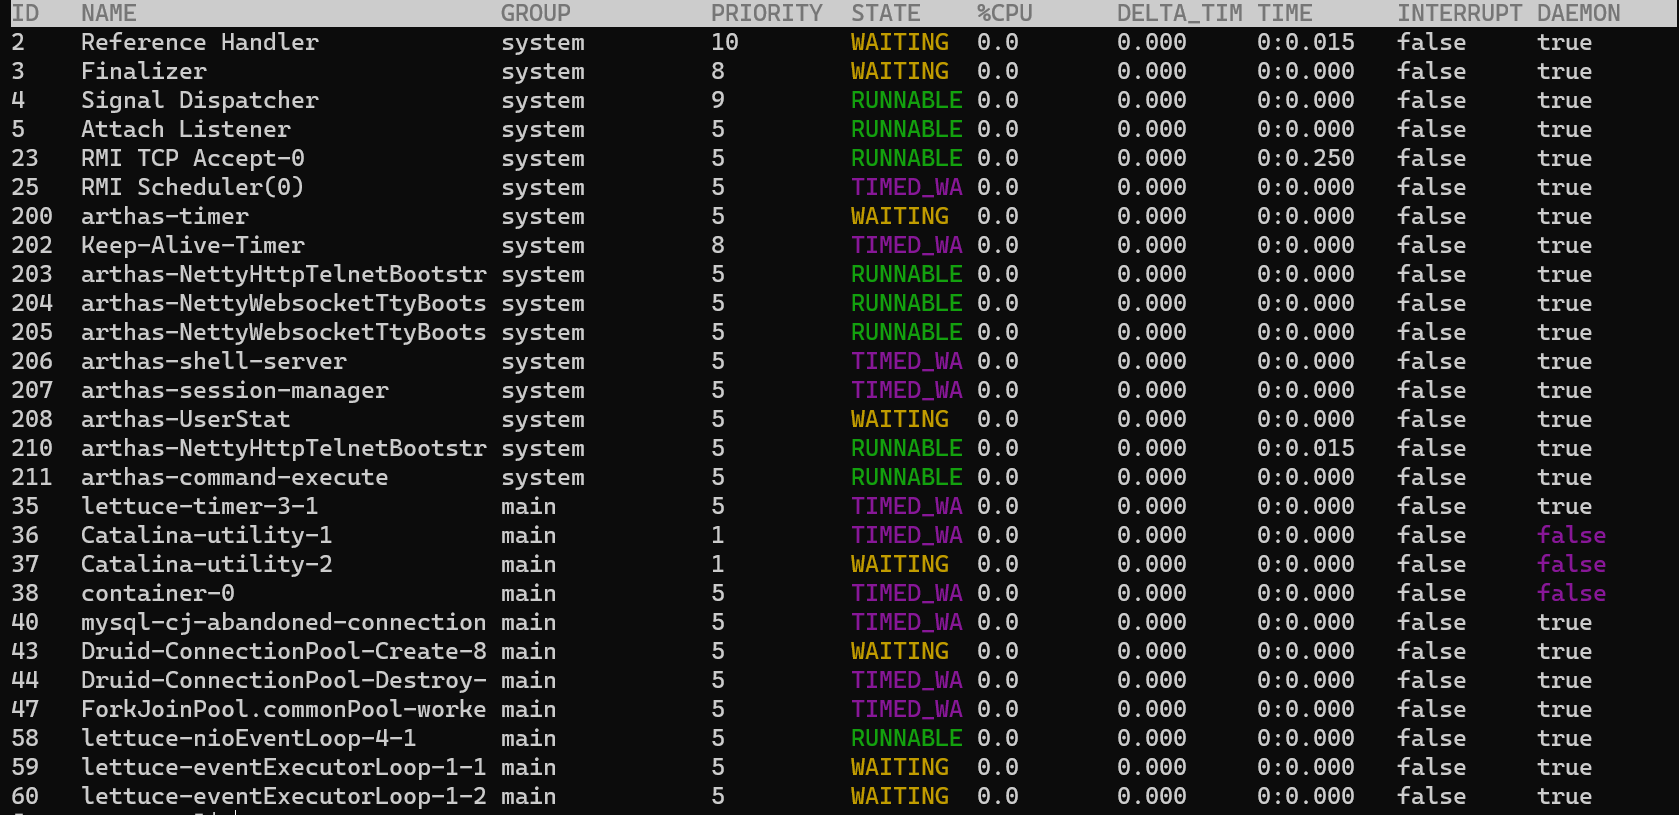 ID NAME GROUP PRIORITY STATE %CPU DELTA_TIM TIME INTERRUPT DAEMON
2 Reference Handler system 10 WAITING 0.0 0.000 0:0.015 false true
3 Finalizer system 8 WAITING 0.0 0.000 0:0.000 false true
4 Signal Dispatcher system 9 RUNNABLE 0.0 0.000 0:0.000 false true
5 Attach Listener system 5 RUNNABLE 0.0 0.000 0:0.000 false true
23 RMI TCP Accept-0 system 5 RUNNABLE 0.0 0.000 0:0.250 false true
25 RMI Scheduler(0) system 5 TIMED_WA 0.0 0.000 0:0.000 false true
200 arthas-timer system 5 WAITING 0.0 0.000 0:0.000 false true
202 Keep-Alive-Timer system 8 TIMED_WA 0.0 0.000 0:0.000 false true
203 arthas-NettyHttpTelnetBootstr system 5 RUNNABLE 0.0 0.000 0:0.000 false true
204 arthas-NettyWebsocketTtyBoots system 5 RUNNABLE 0.0 0.000 0:0.000 false true
205 arthas-NettyWebsocketTtyBoots system 5 RUNNABLE 0.0 0.000 0:0.000 false true
206 arthas-shell-server system 5 TIMED_WA 0.0 0.000 0:0.000 false true
207 arthas-session-manager system 5 TIMED_WA 0.0 0.000 0:0.000 false true
208 arthas-UserStat system 5 WAITING 0.0 0.000 0:0.000 false true
210 arthas-NettyHttpTelnetBootstr system 5 RUNNABLE 0.0 0.000 0:0.015 false true
211 arthas-command-execute system 5 RUNNABLE 0.0 0.000 0:0.000 false true
35 lettuce-timer-3-1 main 5 TIMED_WA 0.0 0.000 0:0.000 false true
36 Catalina-utility-1 main 1 TIMED_WA 0.0 0.000 0:0.000 false false
37 Catalina-utility-2 main 1 WAITING 0.0 0.000 0:0.000 false false
38 container-0 main 5 TIMED_WA 0.0 0.000 0:0.000 false false
40 mysql-cj-abandoned-connection main 5 TIMED_WA 0.0 0.000 0:0.000 false true
43 Druid-ConnectionPool-Create-8 main 5 WAITING 0.0 0.000 0:0.000 false true
44 Druid-ConnectionPool-Destroy- main 5 TIMED_WA 0.0 0.000 0:0.000 false true
47 ForkJoinPool.commonPool-worke main 5 TIMED_WA 0.0 0.000 0:0.000 false true
58 lettuce-nioEventLoop-4-1 main 5 RUNNABLE 0.0 0.000 0:0.000 false true
59 lettuce-eventExecutorLoop-1-1 main 5 WAITING 0.0 0.000 0:0.000 false true
60 lettuce-eventExecutorLoop-1-2 main 5 WAITING 0.0 0.000 0:0.000 false true